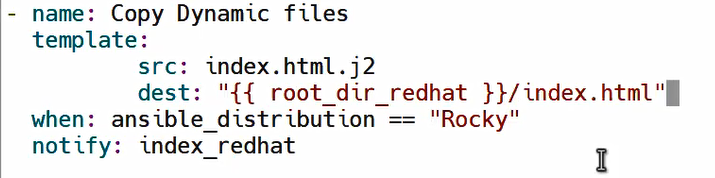 - name: Copy Dynamic files
  template:
          src: index.html.j2
          dest: "{{ root_dir_redhat }}/index.html"
  when: ansible_distribution == "Rocky"
  notify: index_redhat